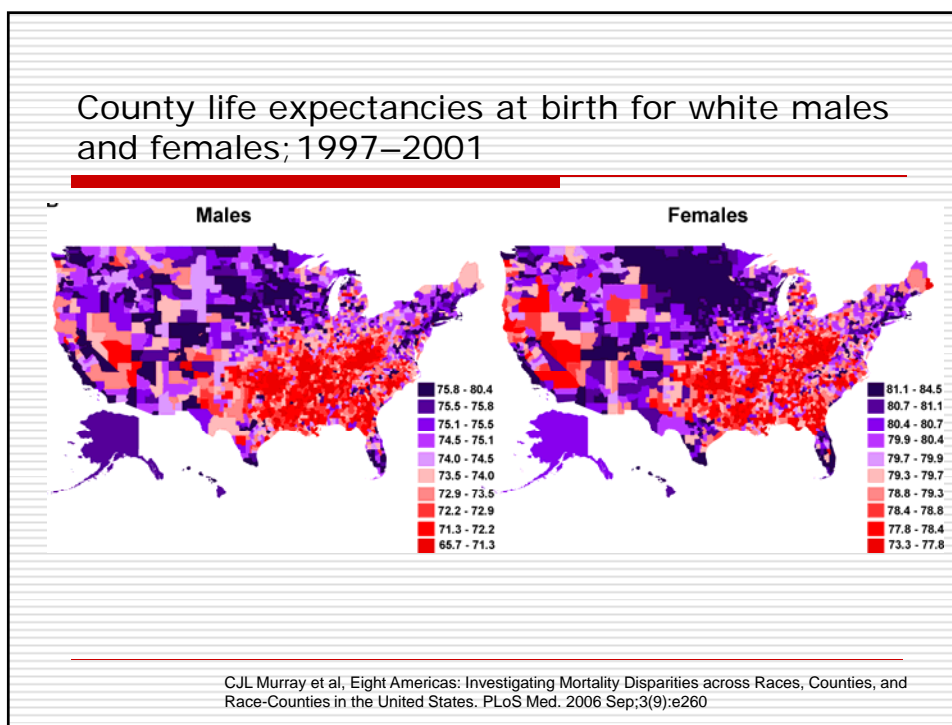 County life expectancies at birth for white males
and females; 1997–2001
Males
Females
75.8 - 80.4
75.5 - 75.8
75.1 - 75.5
74.5 - 75.1
74.0 - 74.5
73.5 - 74.0
72.9 - 73.5
72.2 - 72.9
71.3 - 72.2
65.7 - 71.3
81.1 - 84.5
80.7 - 81.1
80.4 - 80.7
79.9 - 80.4
79.7 - 79.9
79.3 - 79.7
78.8 - 79.3
78.4 - 78.8
77.8 - 78.4
73.3 - 77.8
CJL Murray et al, Eight Americas: Investigating Mortality Disparities across Races, Counties, and
Race-Counties in the United States. PLoS Med. 2006 Sep;3(9):e260